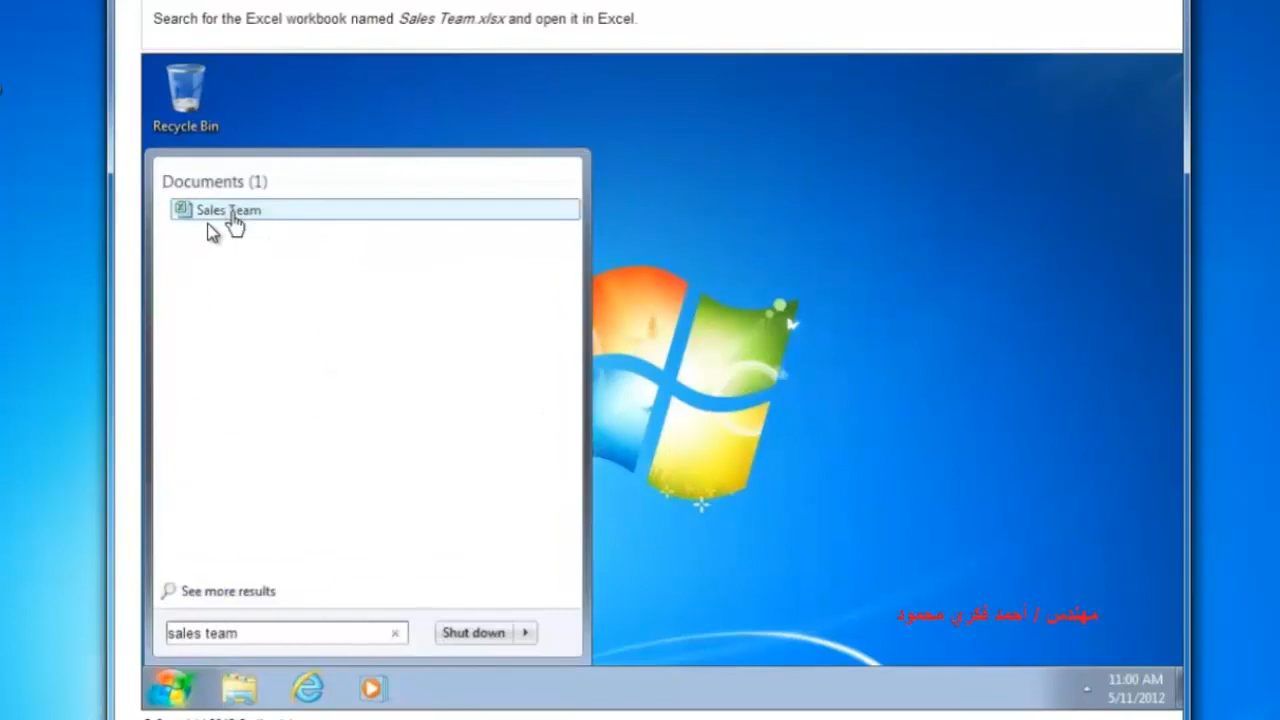 Search for the Excel workbook named Sales Team.xlsx and open it in Excel.
Recycle Bin
Documents (1)
Sales Team
See more results
sales team
Shut down
مهندس / أحمد فكري محمود
11:00 AM
5/11/2012